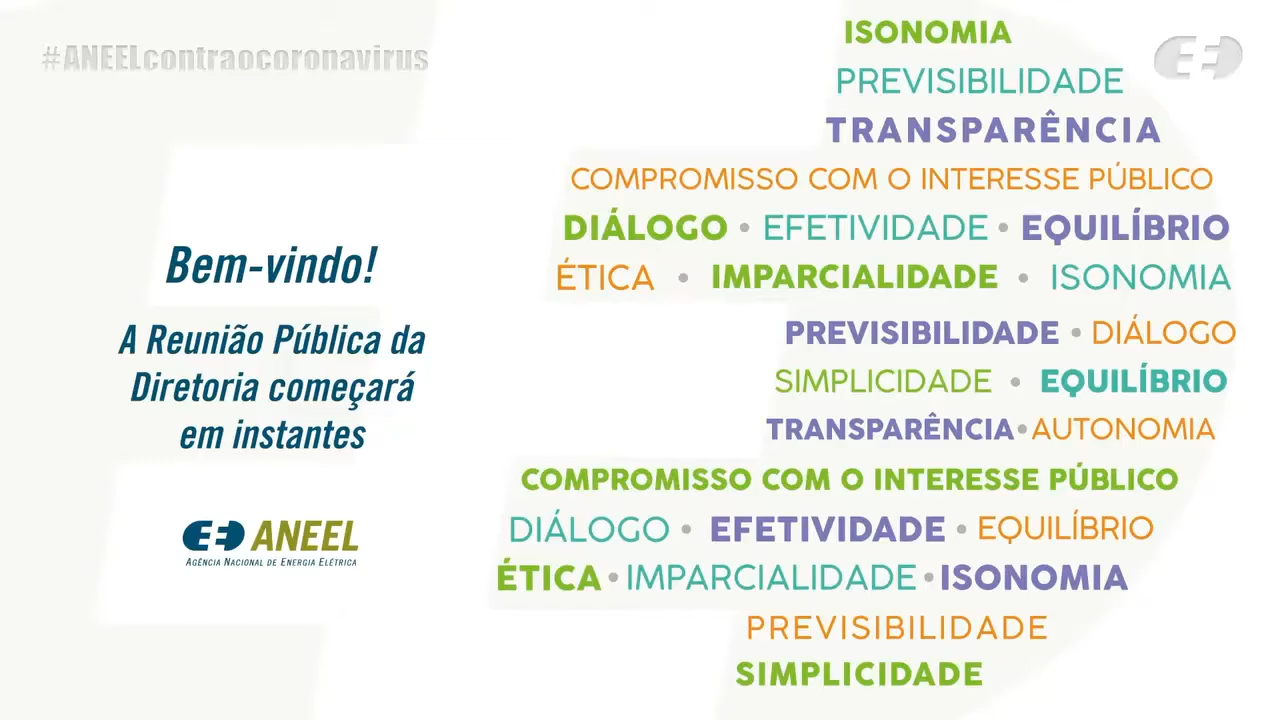 #ANEELcontraocoronavirus
Bem-vindo!
A Reunião Pública da
Diretoria começará
em instantes
ANEEL
AGÊNCIA NACIONAL DE ENERGIA ELÉTRICA
ISONOMIA
PREVISIBILIDADE
TRANSPARÊNCIA
COMPROMISSO COM O INTERESSE PÚBLICO
DIÁLOGO • EFETIVIDADE • EQUILÍBRIO
ÉTICA • IMPARCIALIDADE • ISONOMIA
PREVISIBILIDADE • DIÁLOGO
SIMPLICIDADE • EQUILÍBRIO
TRANSPARÊNCIA • AUTONOMIA
COMPROMISSO COM O INTERESSE PÚBLICO
DIÁLOGO • EFETIVIDADE • EQUILÍBRIO
ÉTICA • IMPARCIALIDADE • ISONOMIA
PREVISIBILIDADE
SIMPLICIDADE